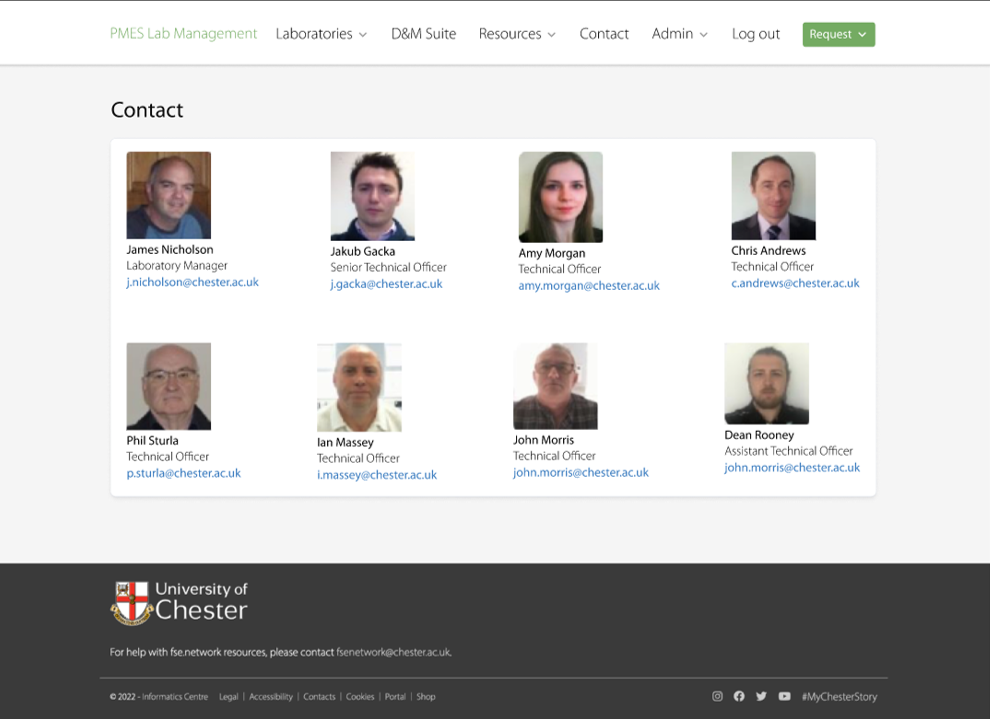 PMES Lab Management Laboratories D&M Suite Resources Contact Admin Log out Request
Contact
James Nicholson
Laboratory Manager
j.nicholson@chester.ac.uk
Jakub Gacka
Senior Technical Officer
j.gacka@chester.ac.uk
Amy Morgan
Technical Officer
amy.morgan@chester.ac.uk
Chris Andrews
Technical Officer
c.andrews@chester.ac.uk
Phil Sturla
Technical Officer
p.sturla@chester.ac.uk
Ian Massey
Technical Officer
i.massey@chester.ac.uk
John Morris
Technical Officer
john.morris@chester.ac.uk
Dean Rooney
Assistant Technical Officer
john.morris@chester.ac.uk
University of
Chester
For help with fse.network resources, please contact fsenetwork@chester.ac.uk.
© 2022 - Informatics Centre Legal | Accessibility | Contacts | Cookies | Portal | Shop #MyChesterStory